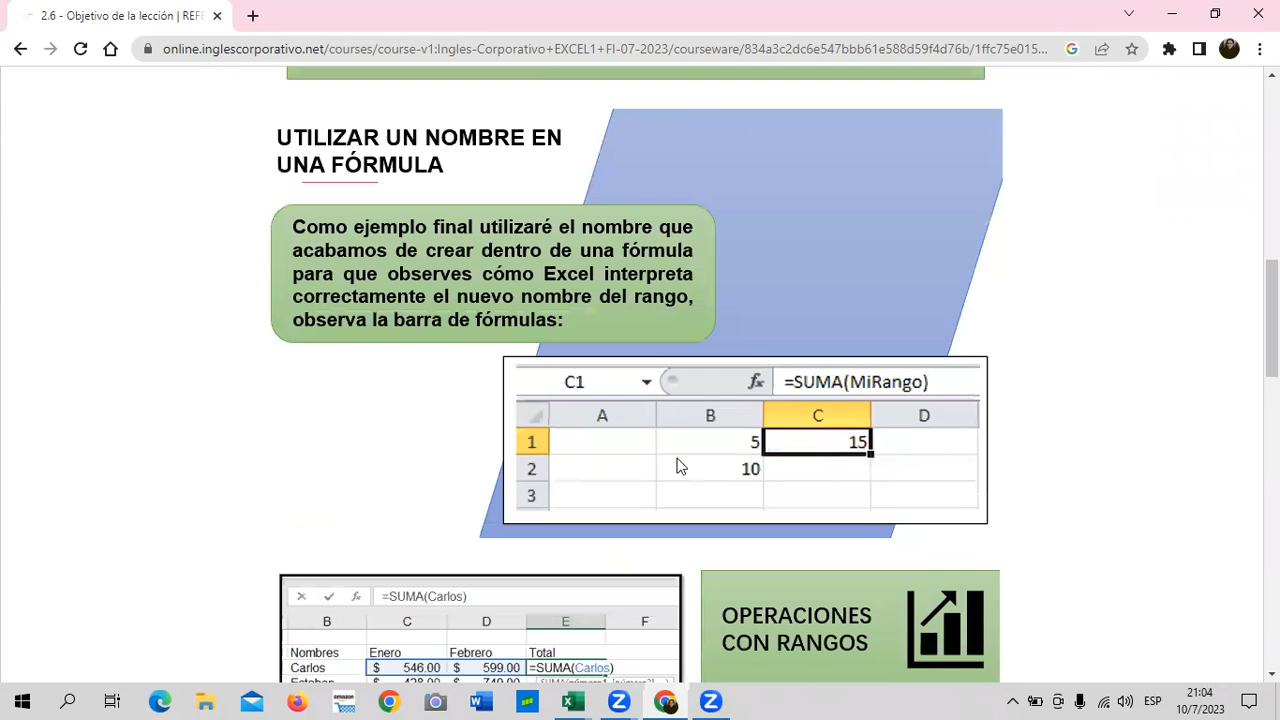 2.6 - Objetivo de la lección | REFE
online.inglescorporativo.net/courses/course-v1:Ingles-Corporativo+EXCEL1+FI-07-2023/courseware/834a3c2dc5e547bbb61e588d59f4d76b/1ffc75e015...
UTILIZAR UN NOMBRE EN
UNA FÓRMULA
Como ejemplo final utilizaré el nombre que
acabamos de crear dentro de una fórmula
para que observes cómo Excel interpreta
correctamente el nuevo nombre del rango,
observa la barra de fórmulas:
C1 fx =SUMA(MiRango)
A B C D
1 5 15
2 10
3
fx =SUMA(Carlos)
B C D E F
Nombres Enero Febrero Total
Carlos $ 546.00 $ 599.00 =SUMA(Carlos)
OPERACIONES
CON RANGOS
amazon
ESP
21:04
10/7/2023